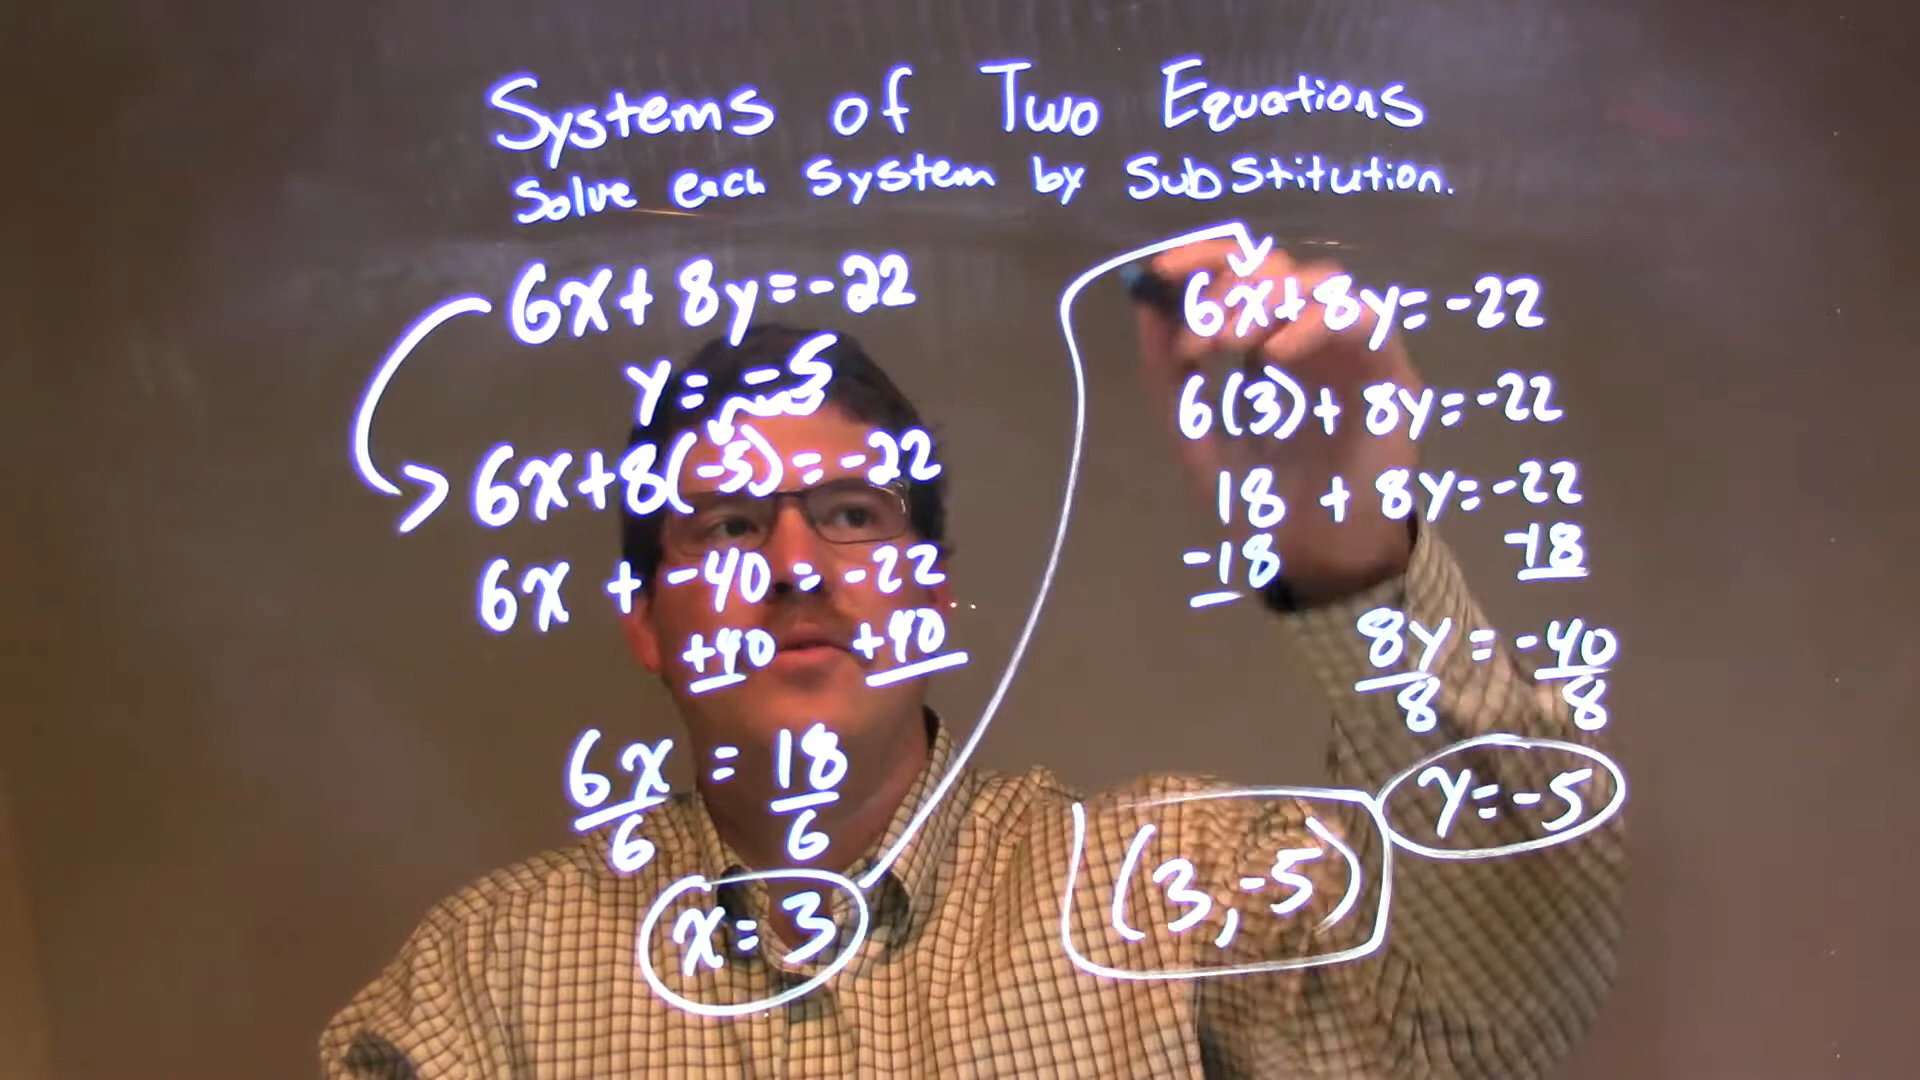 Systems of Two Equations
Solve each system by substitution.
6x + 8y = -22
y = -5
6x + 8(-5) = -22
6x + -40 = -22
+40 +40
6x = 18
6 6
x = 3
6x + 8y = -22
6(3) + 8y = -22
18 + 8y = -22
-18 -18
8y = -40
8 8
y = -5
(3, -5)